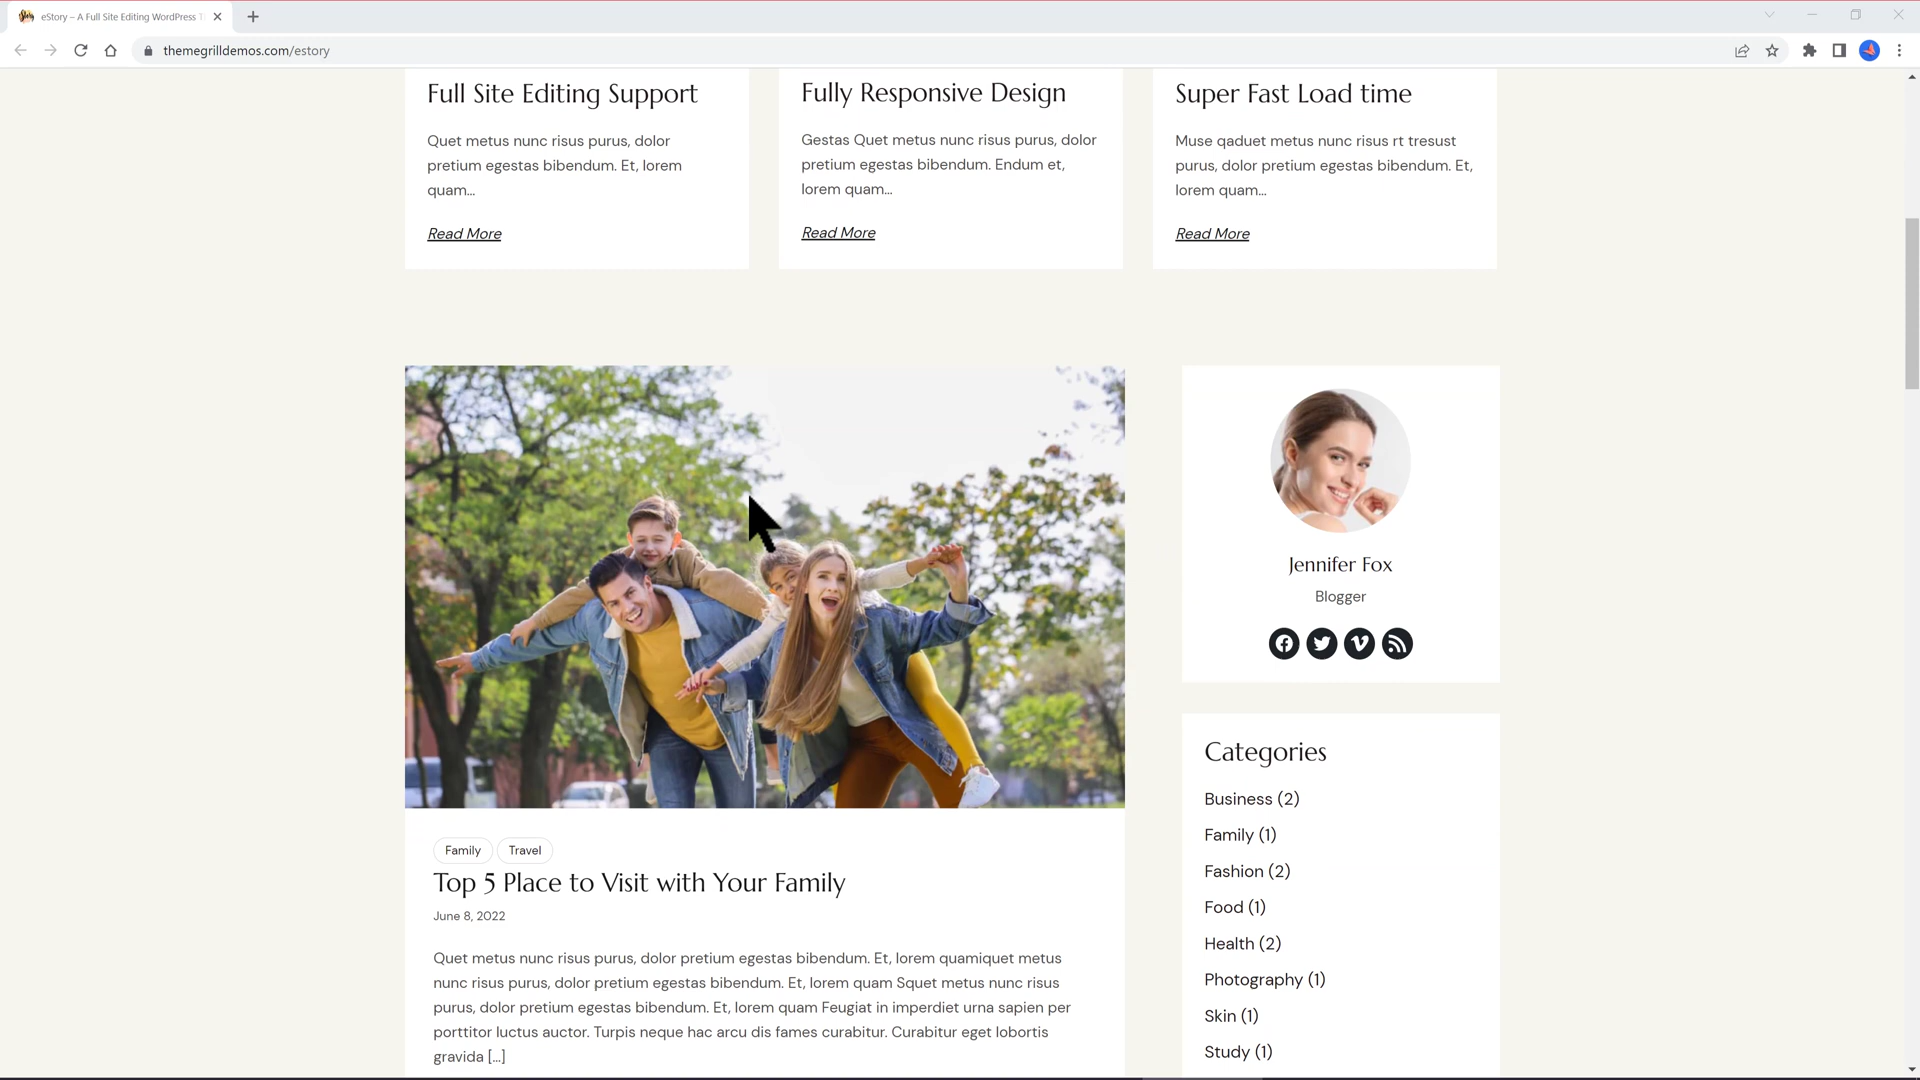 eStory – A Full Site Editing WordPress T
themegrilldemos.com/estory
Full Site Editing Support
Quet metus nunc risus purus, dolor
pretium egestas bibendum. Et, lorem
quam...
Read More
Fully Responsive Design
Gestas Quet metus nunc risus purus, dolor
pretium egestas bibendum. Endum et,
lorem quam...
Read More
Super Fast Load time
Muse qaduet metus nunc risus rt tresust
purus, dolor pretium egestas bibendum. Et,
lorem quam...
Read More
Family
Travel
Top 5 Place to Visit with Your Family
June 8, 2022
Quet metus nunc risus purus, dolor pretium egestas bibendum. Et, lorem quamiquet metus
nunc risus purus, dolor pretium egestas bibendum. Et, lorem quam Squet metus nunc risus
purus, dolor pretium egestas bibendum. Et, lorem quam Feugiat in imperdiet urna sapien per
porttitor luctus auctor. Turpis neque hac arcu dis fames curabitur. Curabitur eget lobortis
gravida [...]
Jennifer Fox
Blogger
Categories
Business (2)
Family (1)
Fashion (2)
Food (1)
Health (2)
Photography (1)
Skin (1)
Study (1)